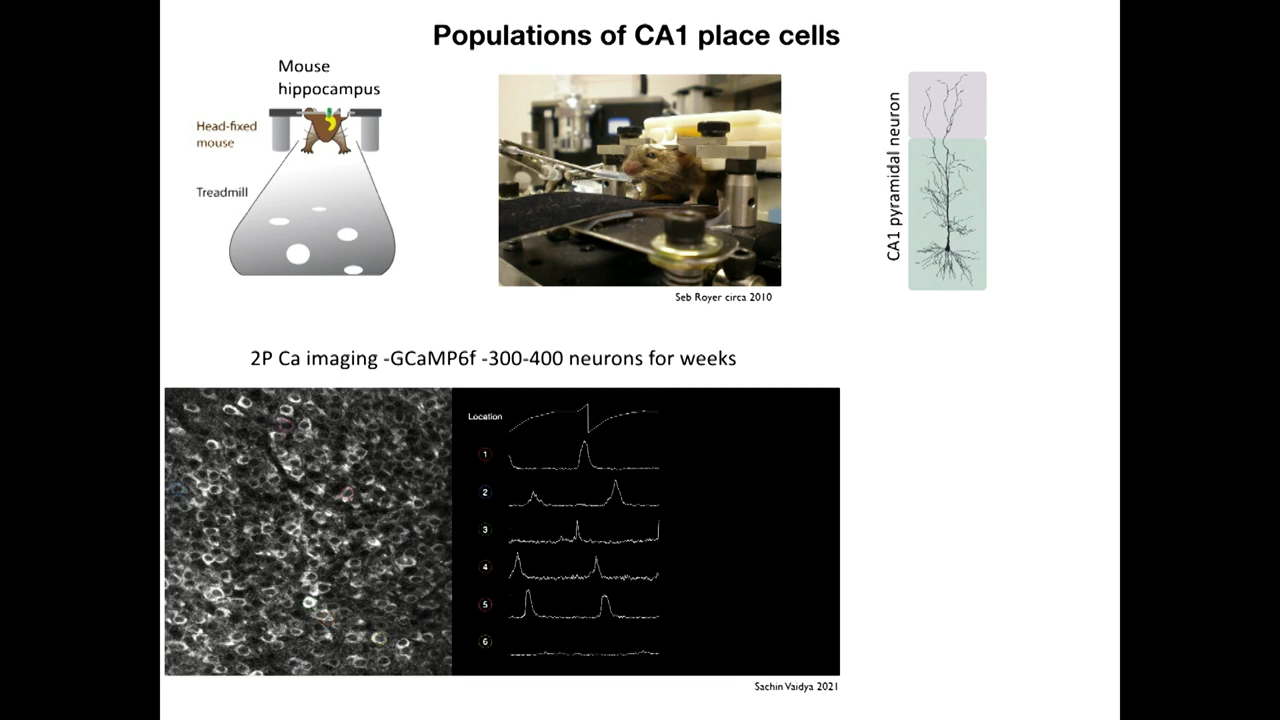 Populations of CA1 place cells
Mouse
hippocampus
Head-fixed
mouse
Treadmill
Seb Royer circa 2010
CA1 pyramidal neuron
2P Ca imaging -GCaMP6f -300-400 neurons for weeks
Location
1
2
3
4
5
6
Sachin Vaidya 2021